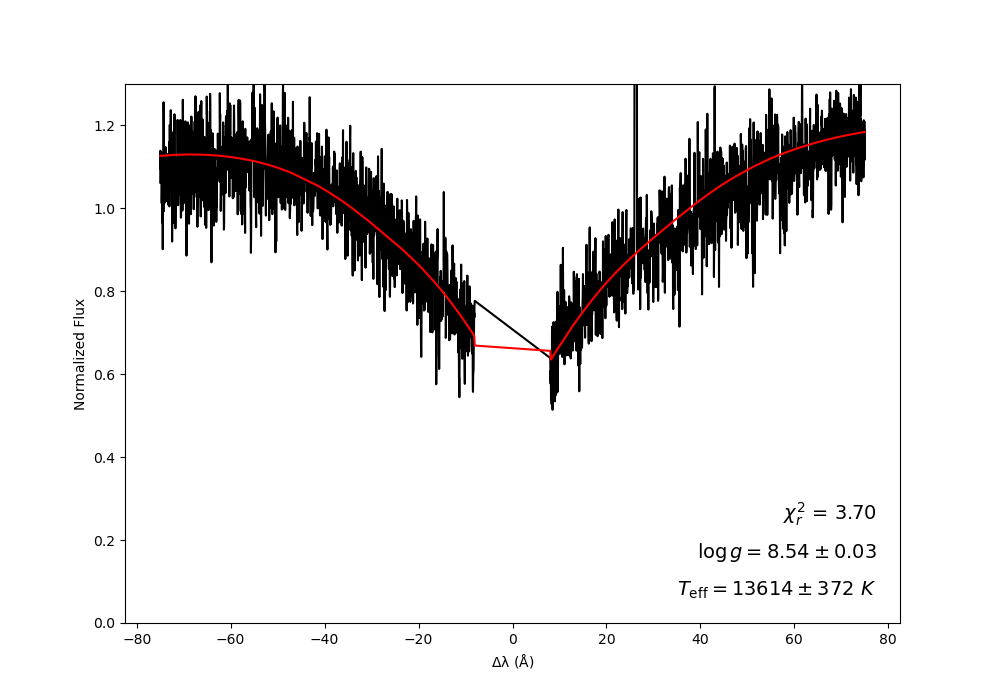 1.2
1.0
0.8
0.6
0.4
0.2
0.0
Normalized Flux
χ²ᵣ = 3.70
log g = 8.54 ± 0.03
T_eff = 13614 ± 372 K
−80 −60 −40 −20 0 20 40 60 80
Δλ (Å)